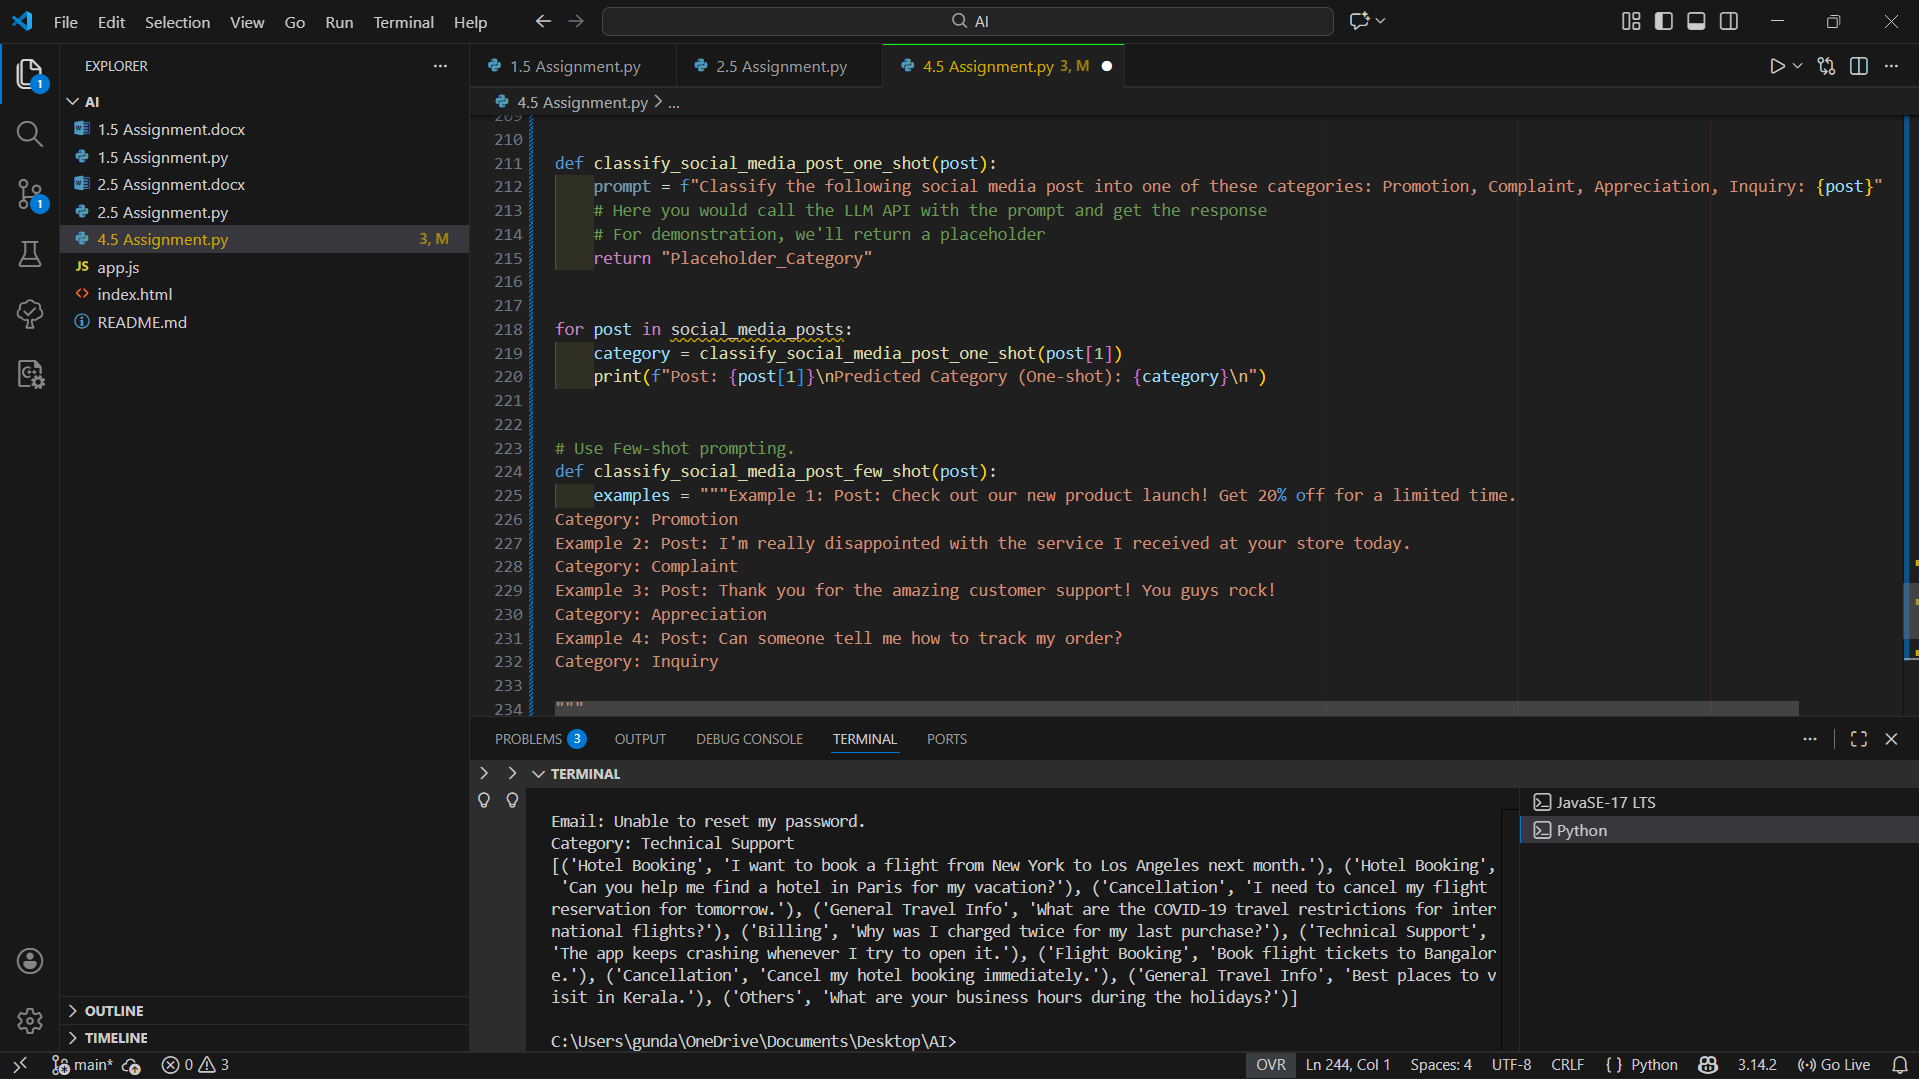 File Edit Selection View Go Run Terminal Help
AI
EXPLORER
1.5 Assignment.py
2.5 Assignment.py
4.5 Assignment.py 3, M
1
AI
4.5 Assignment.py > ...
1.5 Assignment.docx
1.5 Assignment.py
2.5 Assignment.docx
2.5 Assignment.py
4.5 Assignment.py 3, M
JS app.js
index.html
README.md
1
209
210
211 def classify_social_media_post_one_shot(post):
212 prompt = f"Classify the following social media post into one of these categories: Promotion, Complaint, Appreciation, Inquiry: {post}"
213 # Here you would call the LLM API with the prompt and get the response
214 # For demonstration, we'll return a placeholder
215 return "Placeholder_Category"
216
217
218 for post in social_media_posts:
219 category = classify_social_media_post_one_shot(post[1])
220 print(f"Post: {post[1]}\nPredicted Category (One-shot): {category}\n")
221
222
223 # Use Few-shot prompting.
224 def classify_social_media_post_few_shot(post):
225 examples = """Example 1: Post: Check out our new product launch! Get 20% off for a limited time.
226 Category: Promotion
227 Example 2: Post: I'm really disappointed with the service I received at your store today.
228 Category: Complaint
229 Example 3: Post: Thank you for the amazing customer support! You guys rock!
230 Category: Appreciation
231 Example 4: Post: Can someone tell me how to track my order?
232 Category: Inquiry
233
234 """
PROBLEMS 3 OUTPUT DEBUG CONSOLE TERMINAL PORTS
TERMINAL
JavaSE-17 LTS
Python
Email: Unable to reset my password.
Category: Technical Support
[('Hotel Booking', 'I want to book a flight from New York to Los Angeles next month.'), ('Hotel Booking',
'Can you help me find a hotel in Paris for my vacation?'), ('Cancellation', 'I need to cancel my flight
reservation for tomorrow.'), ('General Travel Info', 'What are the COVID-19 travel restrictions for inter
national flights?'), ('Billing', 'Why was I charged twice for my last purchase?'), ('Technical Support',
'The app keeps crashing whenever I try to open it.'), ('Flight Booking', 'Book flight tickets to Bangalor
e.'), ('Cancellation', 'Cancel my hotel booking immediately.'), ('General Travel Info', 'Best places to v
isit in Kerala.'), ('Others', 'What are your business hours during the holidays?')]
C:\Users\gunda\OneDrive\Documents\Desktop\AI>
OUTLINE
TIMELINE
main* 0 3 OVR Ln 244, Col 1 Spaces: 4 UTF-8 CRLF { } Python 3.14.2 Go Live